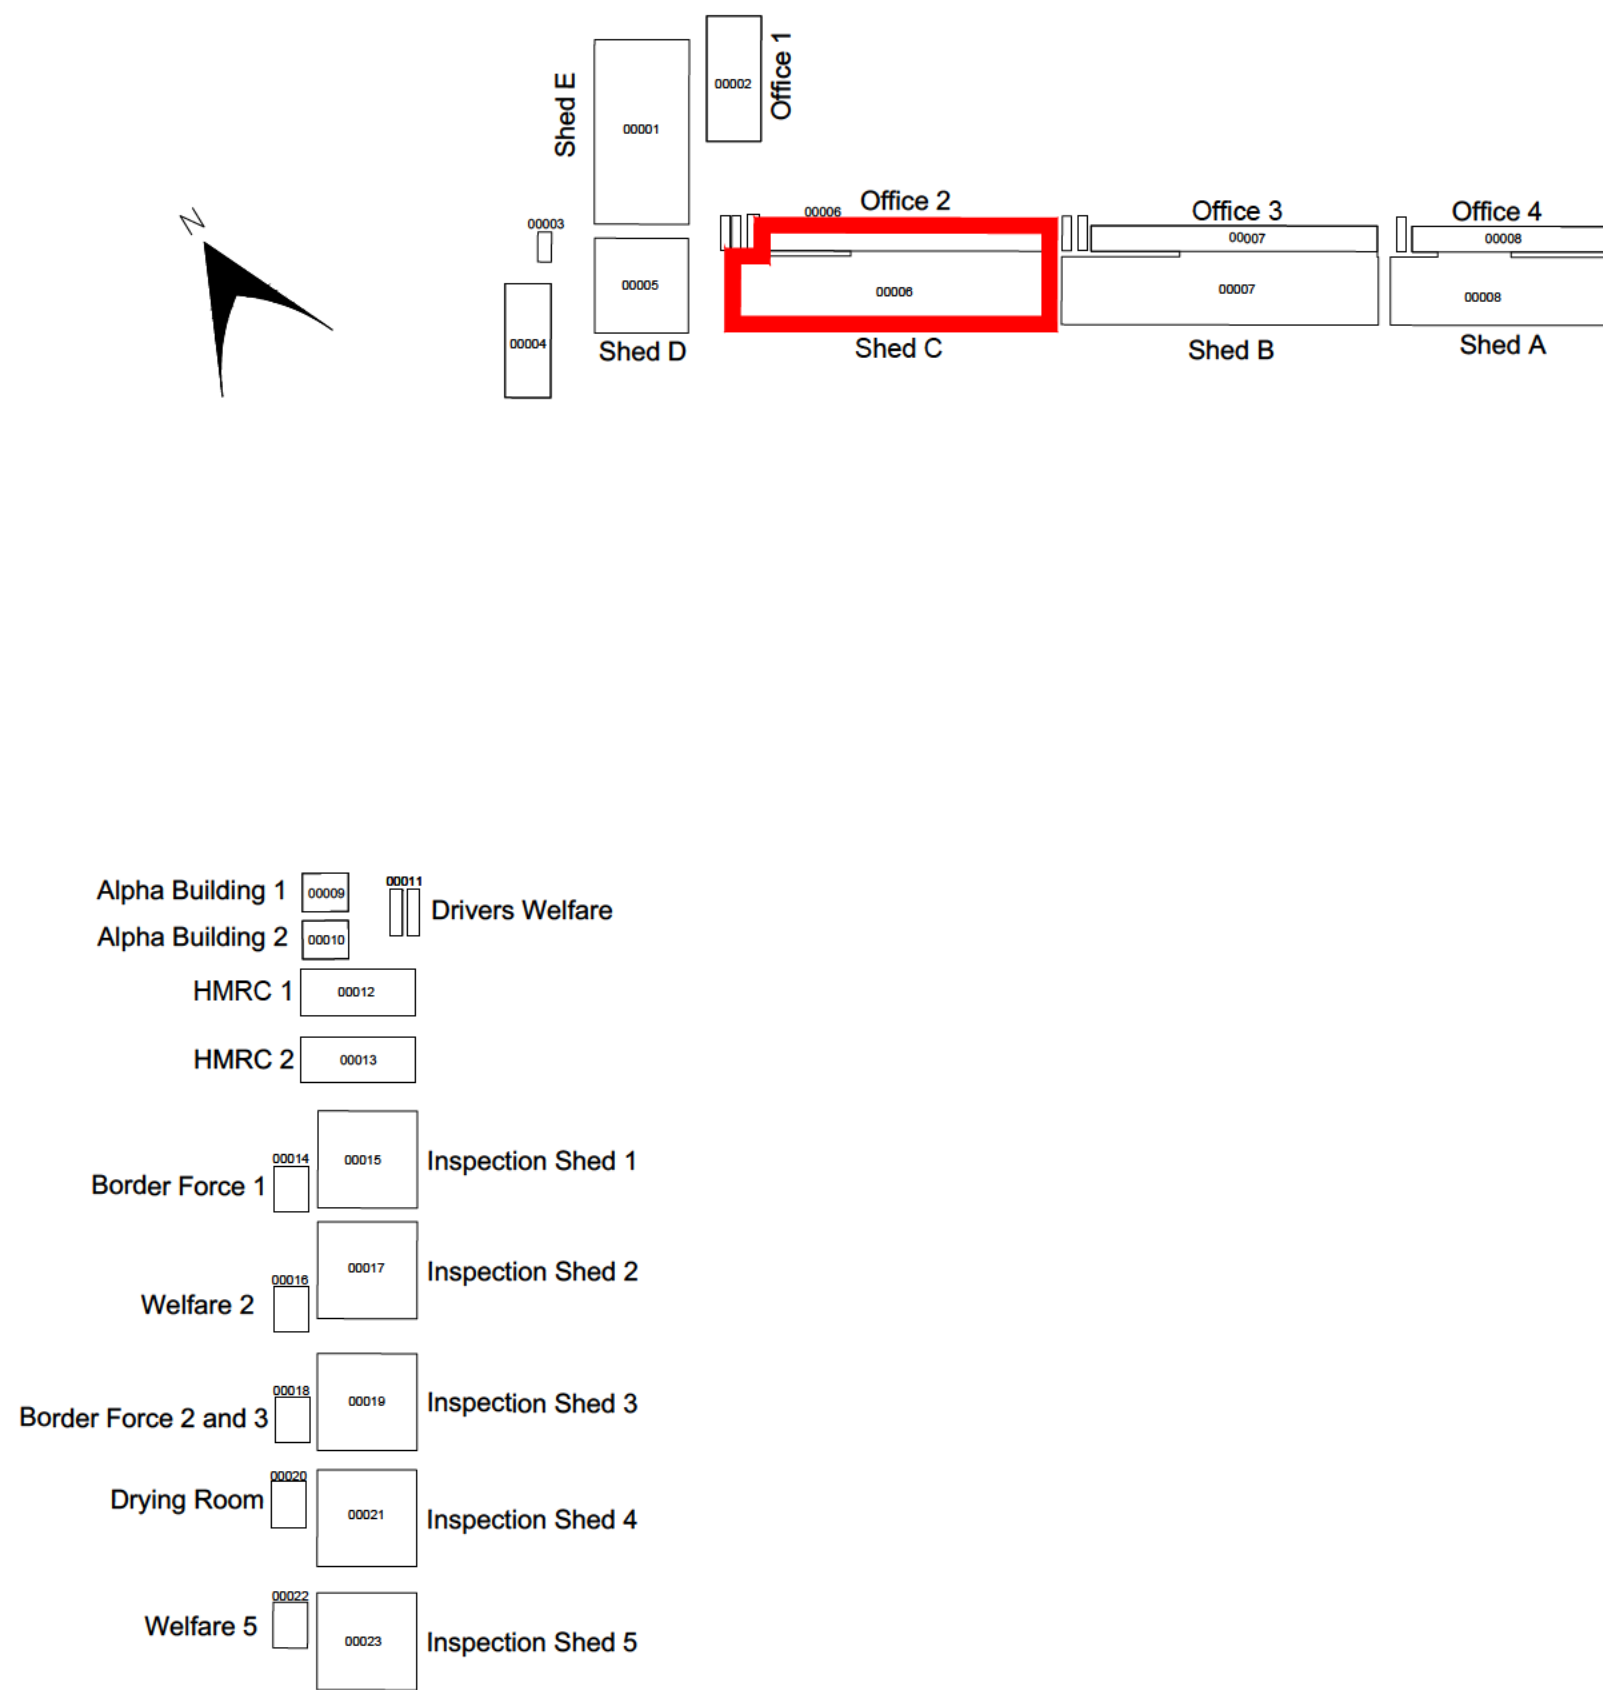 Office 1
00002
Shed E
00001
N
00003
00006
Office 2
Office 3
Office 4
00007
00008
00005
00006
00007
00008
00004
Shed D
Shed C
Shed B
Shed A
Alpha Building 1
00009
00011
Drivers Welfare
Alpha Building 2
00010
HMRC 1
00012
HMRC 2
00013
00014
00015
Inspection Shed 1
Border Force 1
00016
00017
Inspection Shed 2
Welfare 2
00018
00019
Inspection Shed 3
Border Force 2 and 3
00020
Drying Room
00021
Inspection Shed 4
00022
Welfare 5
00023
Inspection Shed 5